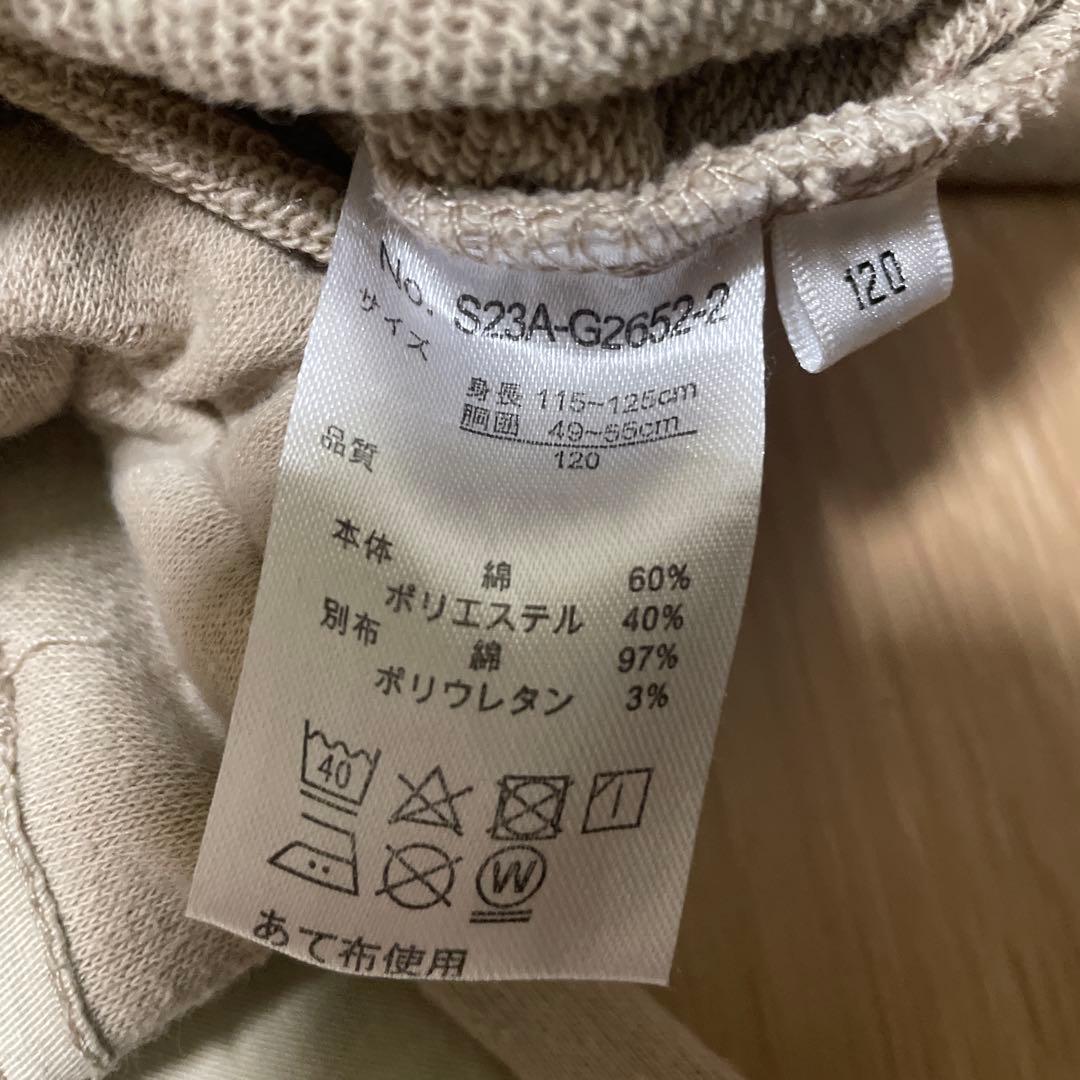 No. S23A-G2652-2
サイズ
身長 115~125cm
胴囲 49~55cm
120
品質
本体 綿 60%
ポリエステル 40%
別布 綿 97%
ポリウレタン 3%
40
W
あて布使用
120